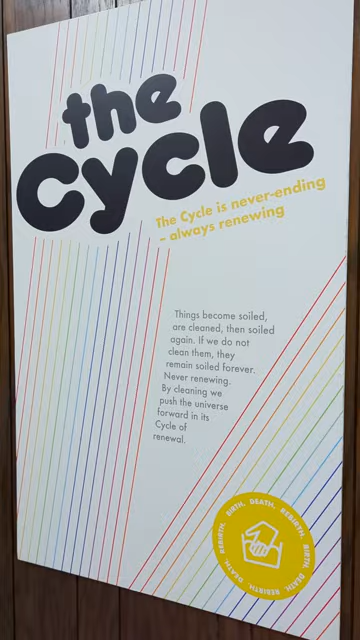 the
cycle
The Cycle is never-ending
– always renewing
Things become soiled,
are cleaned, then soiled
again. If we do not
clean them, they
remain soiled forever.
Never renewing.
By cleaning we
push the universe
forward in its
Cycle of
renewal.
BIRTH. DEATH. REBIRTH. BIRTH. DEATH. REBIRTH. DEATH. REBIRTH.